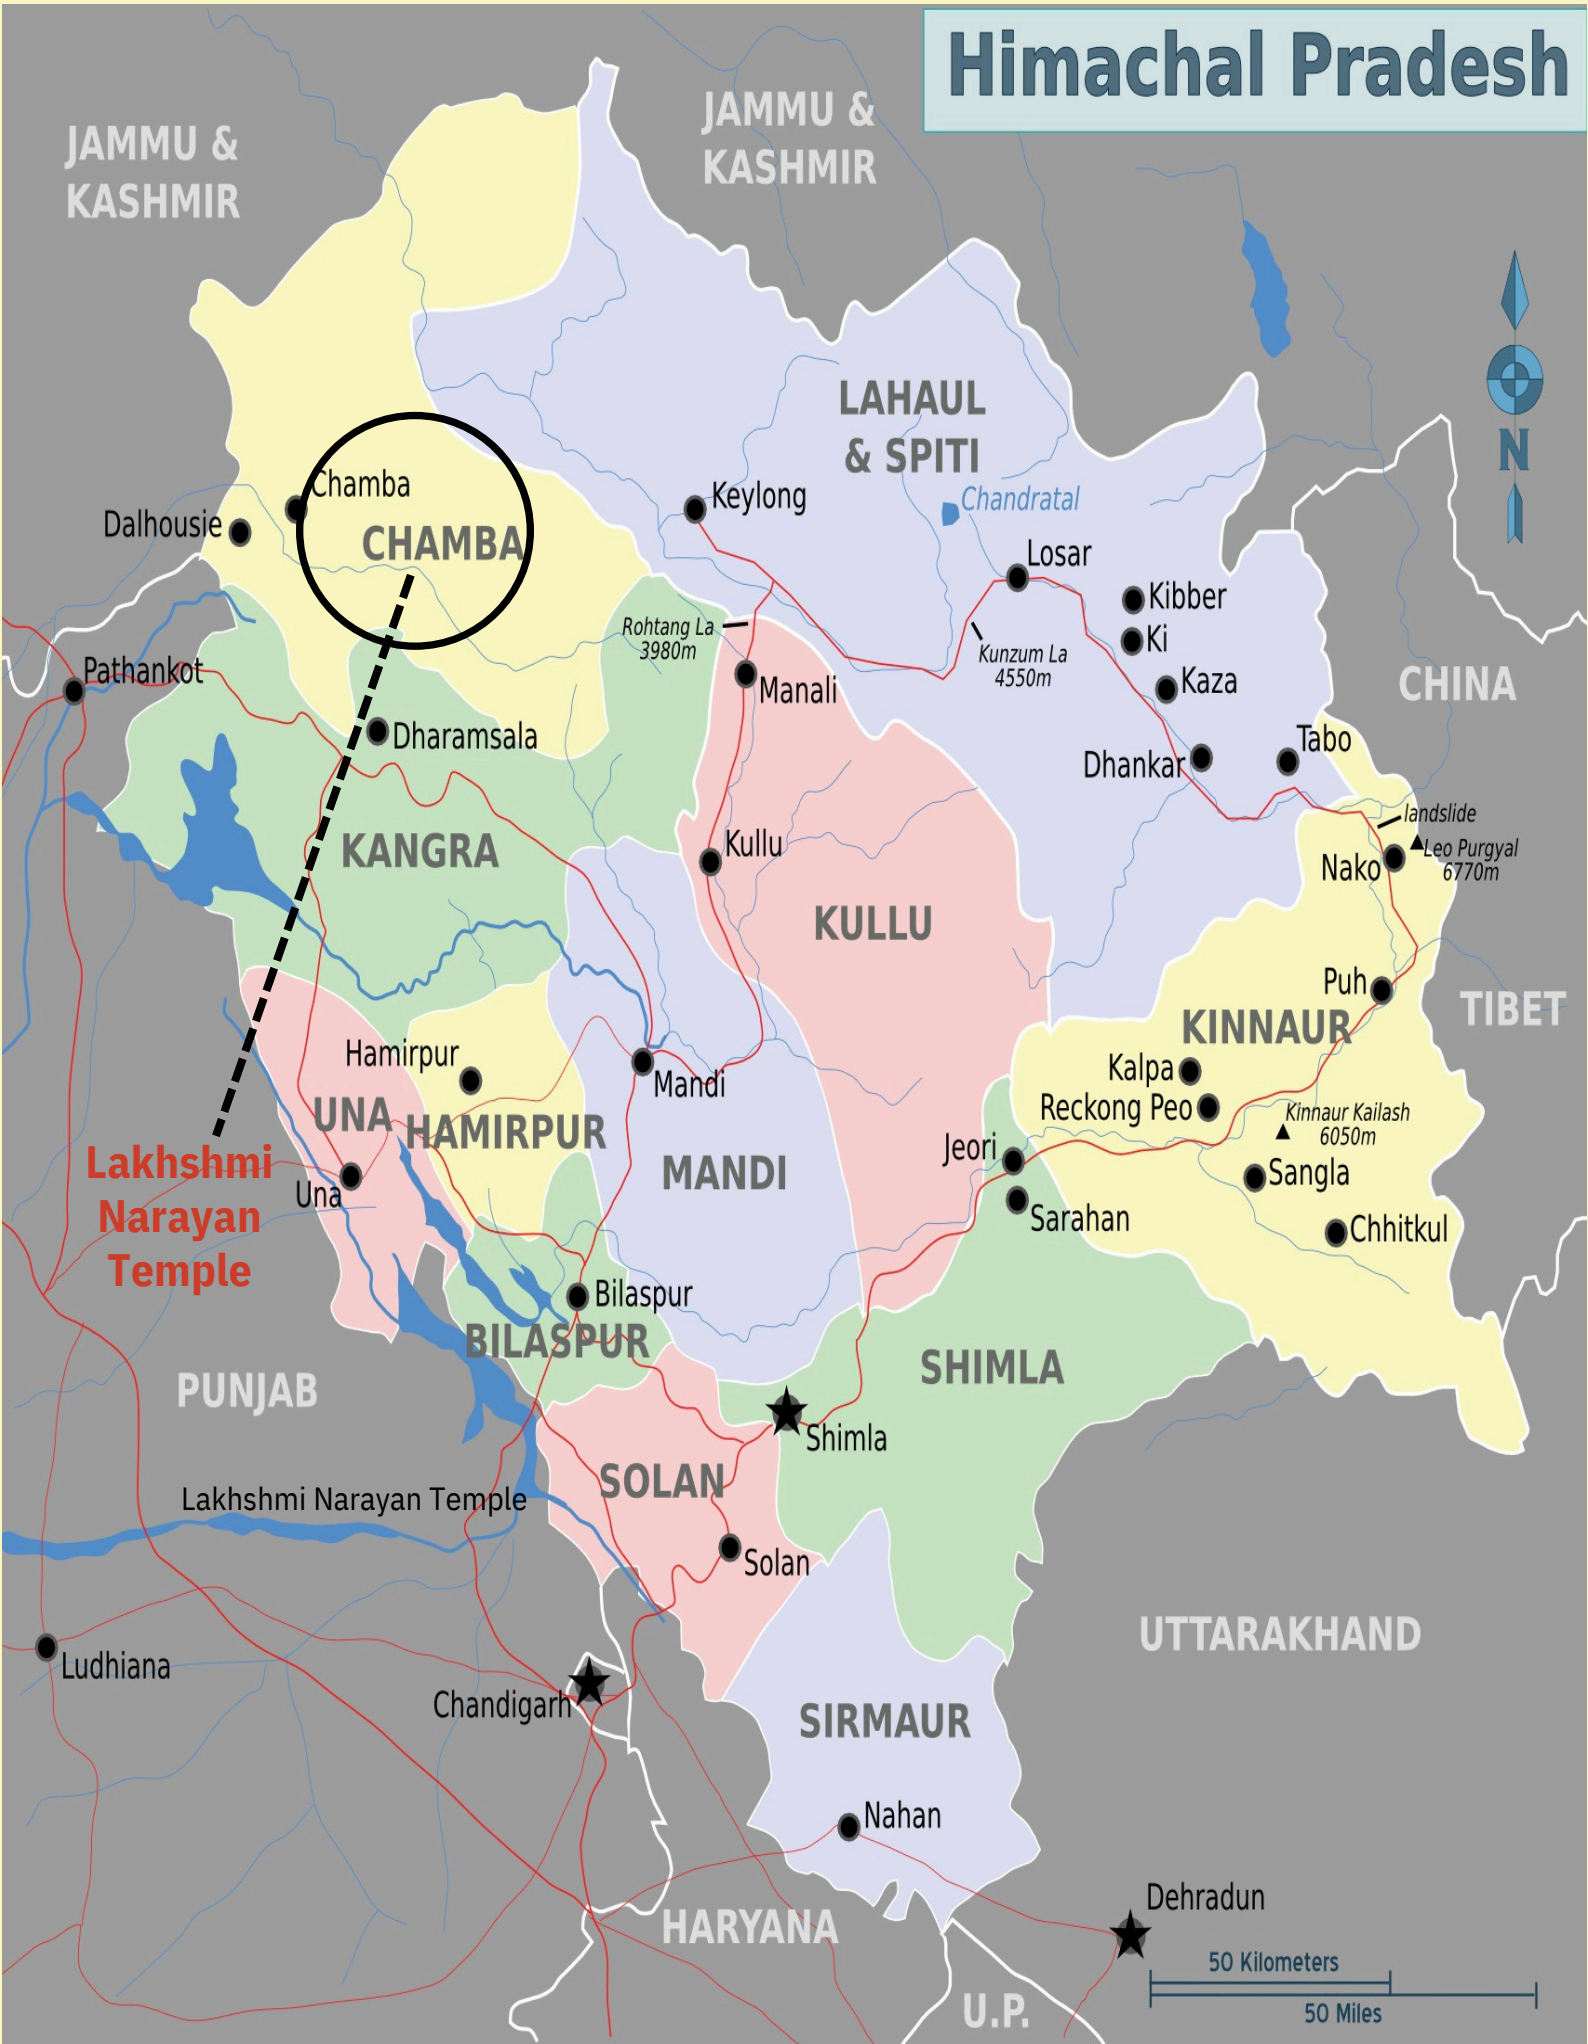 Himachal Pradesh
JAMMU &
KASHMIR
JAMMU &
KASHMIR
LAHAUL
& SPITI
Chamba
Dalhousie
CHAMBA
Keylong
Chandratal
N
Losar
Kibber
Ki
Kaza
Rohtang La
3980m
Kunzum La
4550m
CHINA
Pathankot
Manali
Dharamsala
Dhankar
Tabo
landslide
Leo Purgyal
6770m
Nako
KANGRA
Kullu
KULLU
Puh
TIBET
KINNAUR
Hamirpur
Mandi
Kalpa
Reckong Peo
Kinnaur Kailash
6050m
UNA
HAMIRPUR
MANDI
Jeori
Sangla
Lakhshmi
Narayan
Temple
Una
Sarahan
Chhitkul
Bilaspur
BILASPUR
PUNJAB
SHIMLA
Shimla
SOLAN
Lakhshmi Narayan Temple
Solan
UTTARAKHAND
Ludhiana
Chandigarh
SIRMAUR
Nahan
Dehradun
HARYANA
50 Kilometers
50 Miles
U.P.